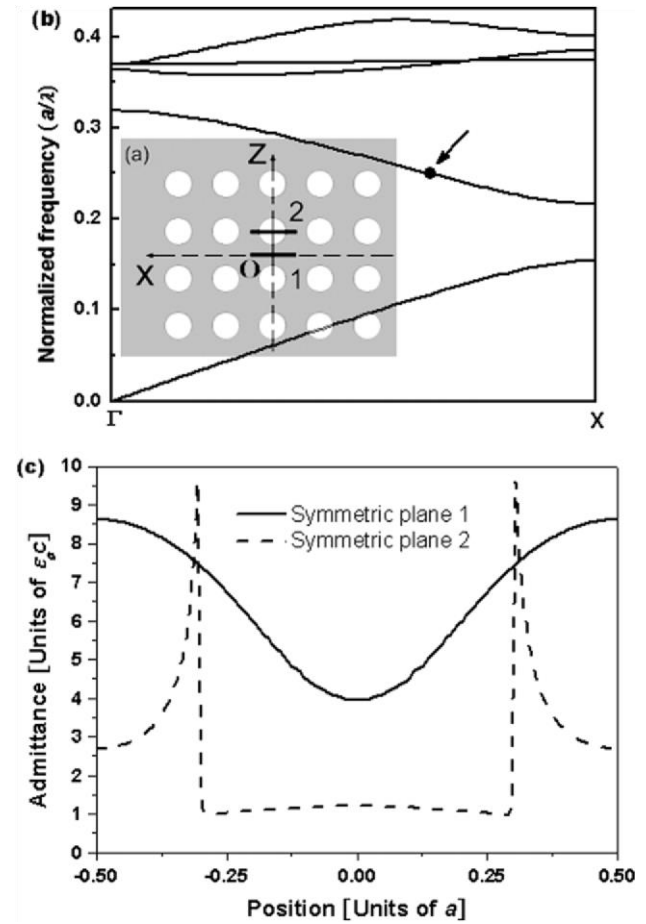 (b)
0.4
0.3
0.2
0.1
0.0
Normalized frequency (a/λ)
(a)
Z
2
X
O
1
Γ
X
(c)
10
9
8
7
6
5
4
3
2
1
0
Admittance [Units of εₒc]
Symmetric plane 1
Symmetric plane 2
-0.50
-0.25
0.00
0.25
0.50
Position [Units of a]